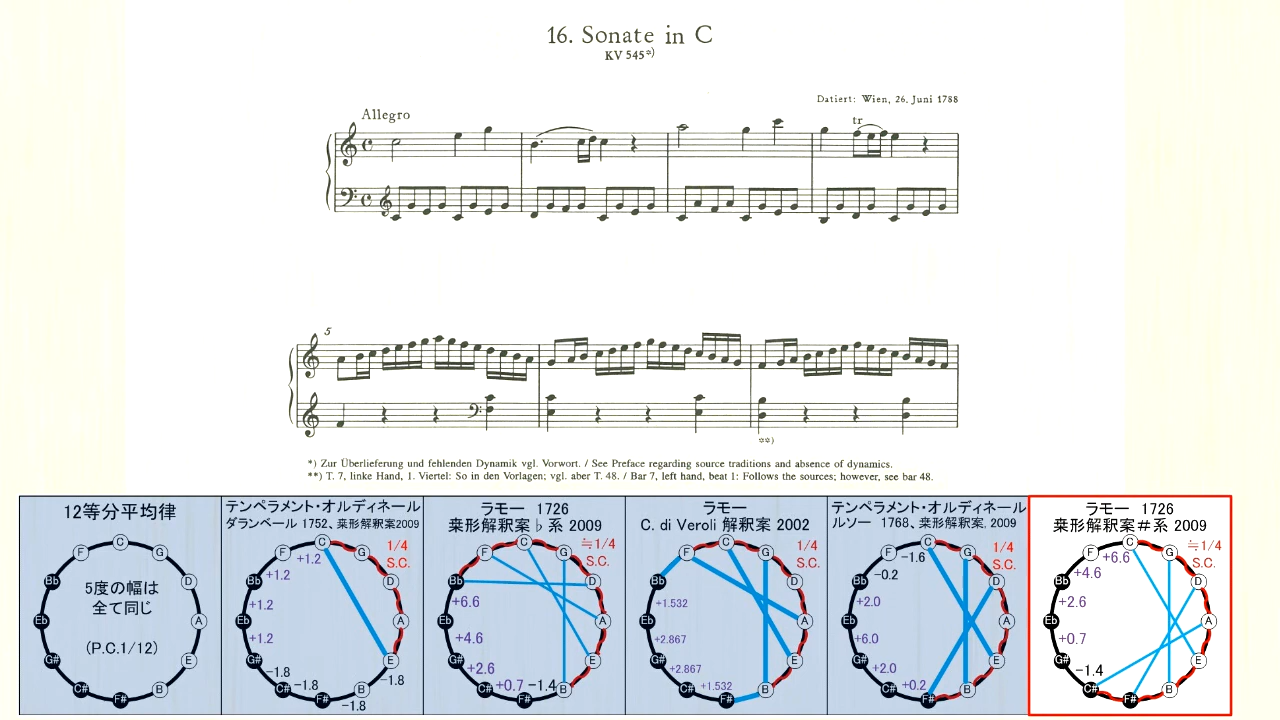 16. Sonate in C
KV 545*)
Datiert: Wien, 26. Juni 1788
Allegro
tr
5
**)
*) Zur Überlieferung und fehlenden Dynamik vgl. Vorwort. / See Preface regarding source traditions and absence of dynamics.
**) T. 7, linke Hand, 1. Viertel: So in den Vorlagen; vgl. aber T. 48. / Bar 7, left hand, beat 1: Follows the sources; however, see bar 48.
12等分平均律
C
F G
Bb D
Eb A
G# E
C# B
F#
5度の幅は
全て同じ
(P.C.1/12)
テンペラメント・オルディネール
ダランベール 1752、桒形解釈案2009
1/4
S.C.
C
F G
Bb D
Eb A
G# E
C# B
F#
+1.2
+1.2
+1.2
+1.2
-1.8
-1.8
-1.8
-1.8
ラモー 1726
桒形解釈案♭系 2009
≒1/4
S.C.
C
F G
Bb D
Eb A
G# E
C# B
F#
+6.6
+4.6
+2.6
+0.7
-1.4
ラモー
C. di Veroli 解釈案 2002
1/4
S.C.
C
F G
Bb D
Eb A
G# E
C# B
F#
+1.532
+2.867
+2.867
+1.532
テンペラメント・オルディネール
ルソー 1768、桒形解釈案, 2009
1/4
S.C.
C
F G
Bb D
Eb A
G# E
C# B
F#
-1.6
-0.2
+2.0
+6.0
+2.0
+0.2
ラモー 1726
桒形解釈案#系 2009
≒1/4
S.C.
C
F G
Bb D
Eb A
G# E
C# B
F#
+6.6
+4.6
+2.6
+0.7
-1.4